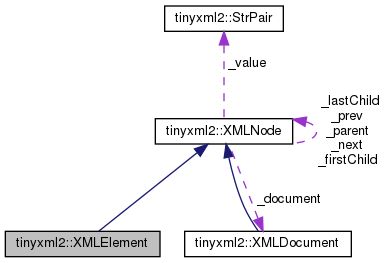 tinyxml2::StrPair
_value
_lastChild
_prev
_parent
_next
_firstChild
tinyxml2::XMLNode
_document
tinyxml2::XMLElement
tinyxml2::XMLDocument